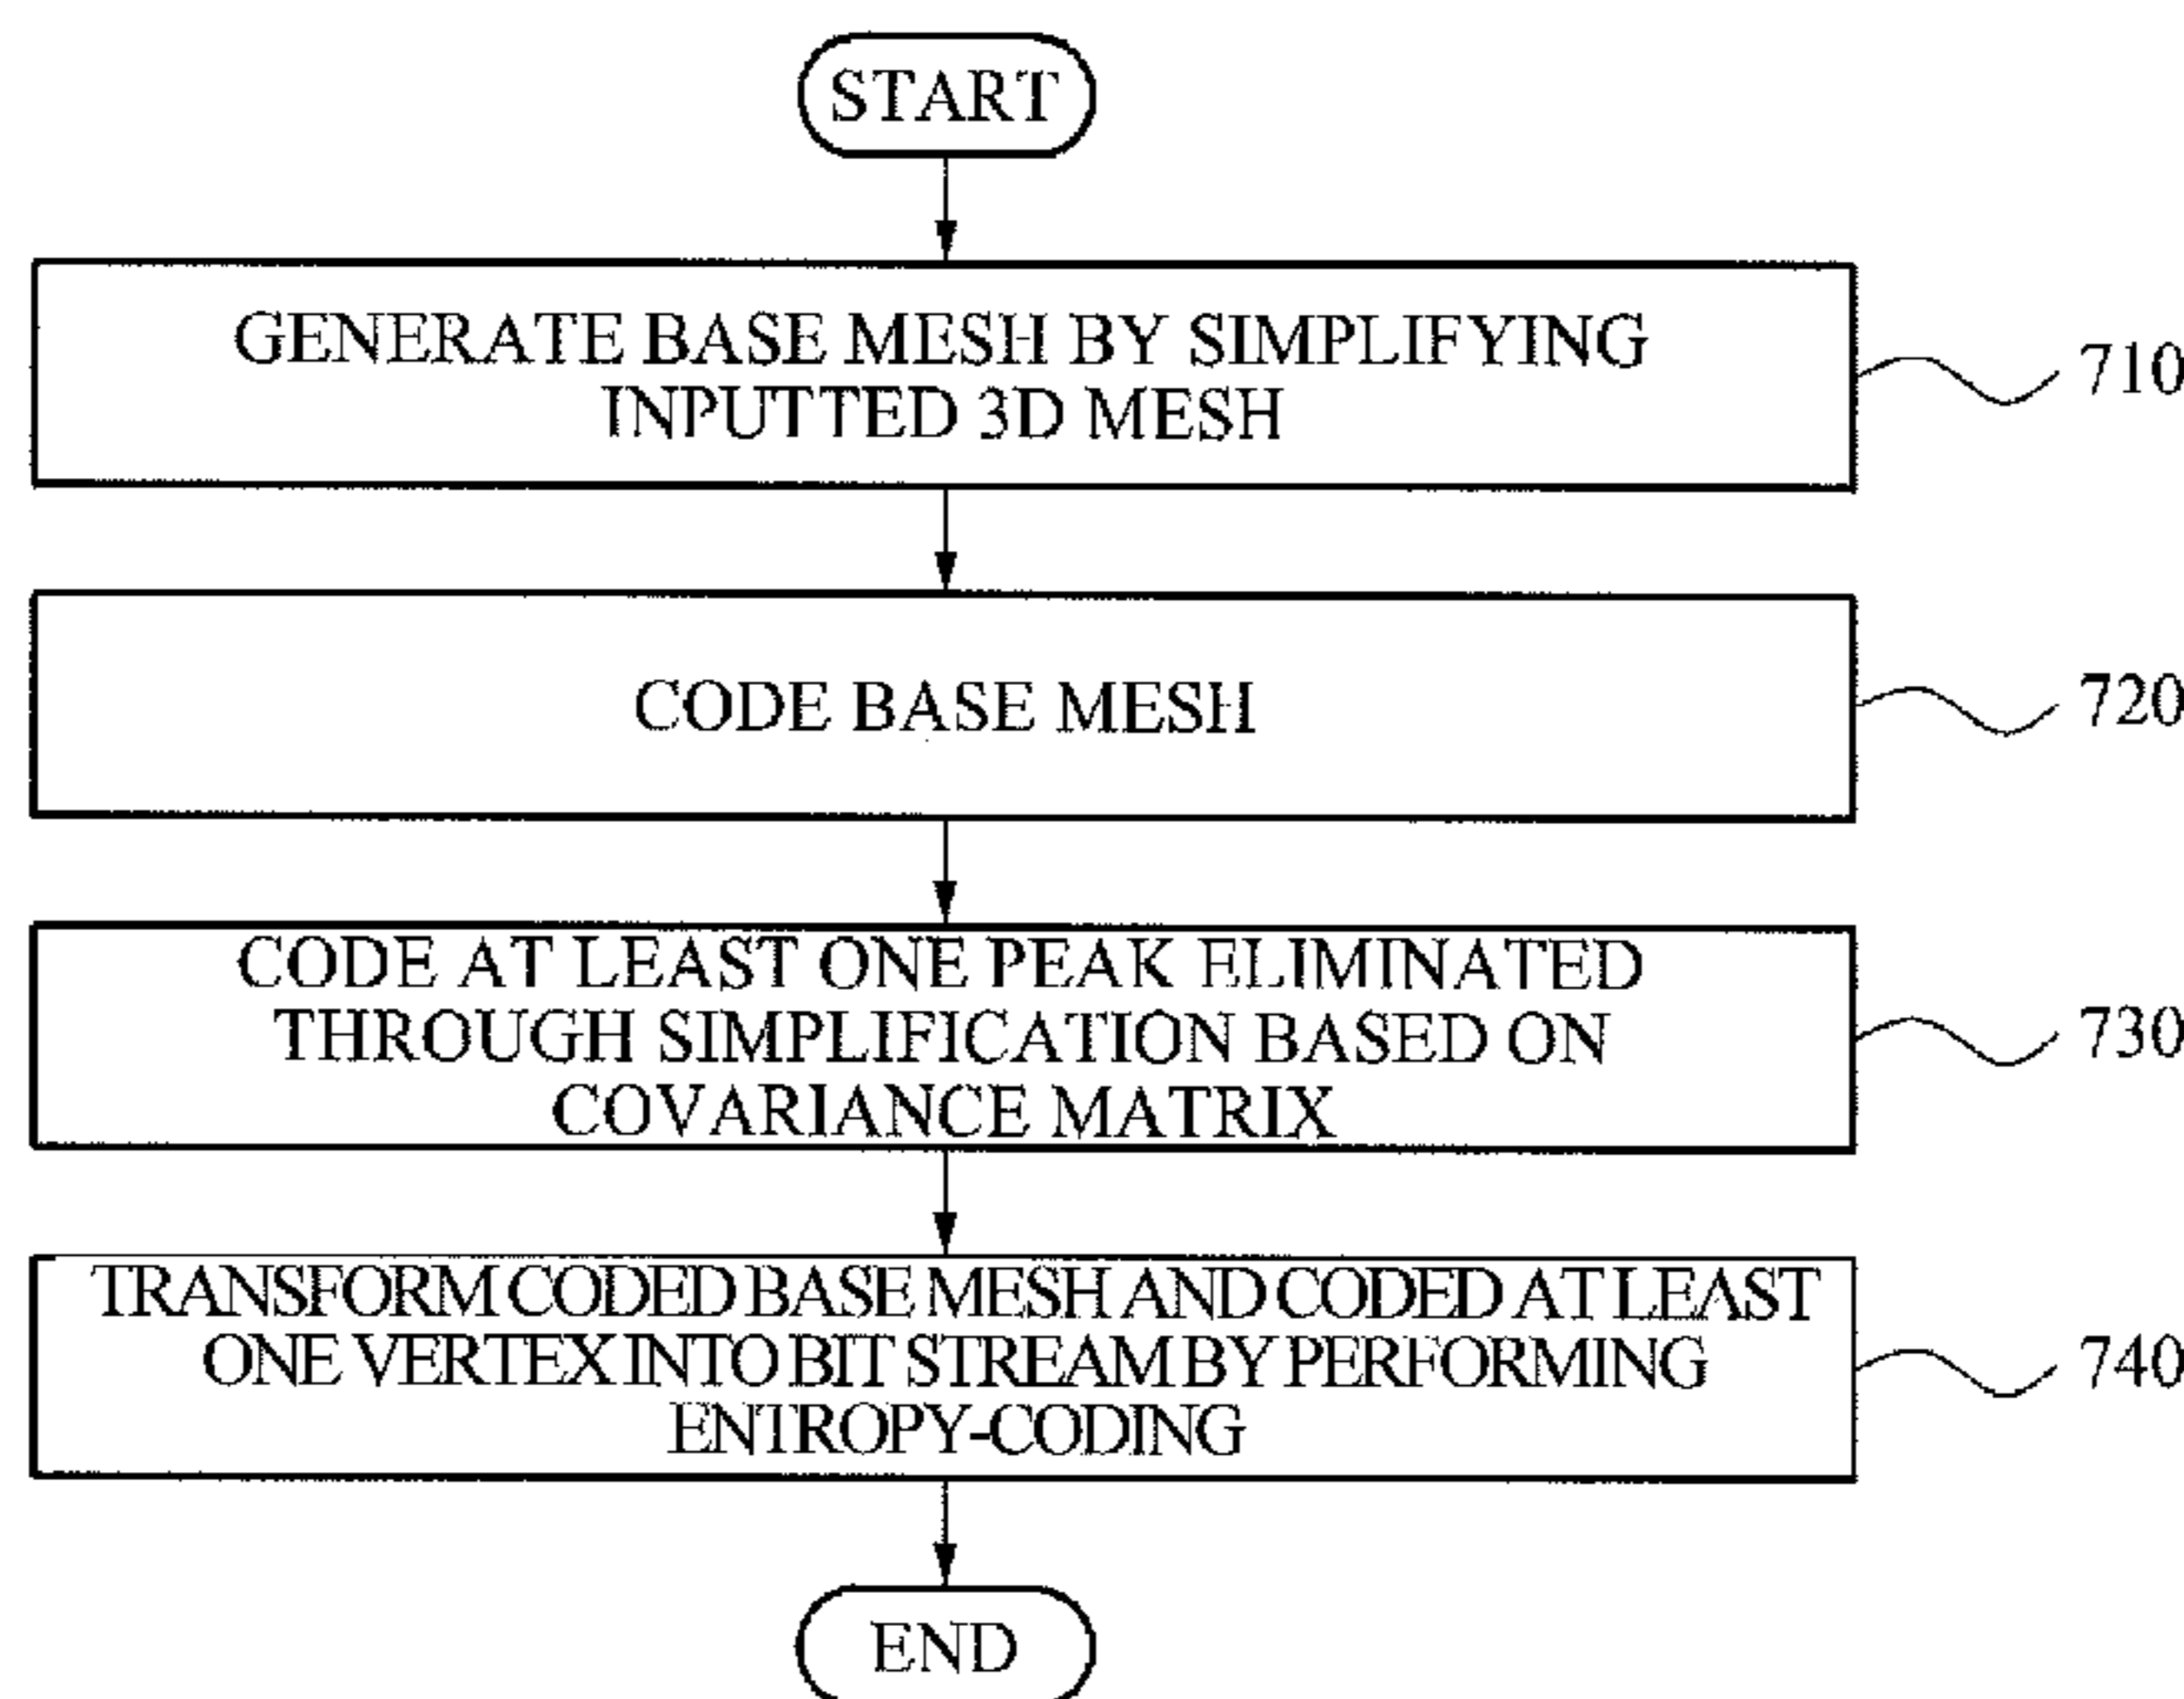 START
GENERATE BASE MESH BY SIMPLIFYING
INPUTTED 3D MESH
710
CODE BASE MESH
720
CODE AT LEAST ONE PEAK ELIMINATED
THROUGH SIMPLIFICATION BASED ON
COVARIANCE MATRIX
730
TRANSFORM CODED BASE MESH AND CODED AT LEAST
ONE VERTEX INTO BIT STREAM BY PERFORMING
ENTROPY-CODING
740
END